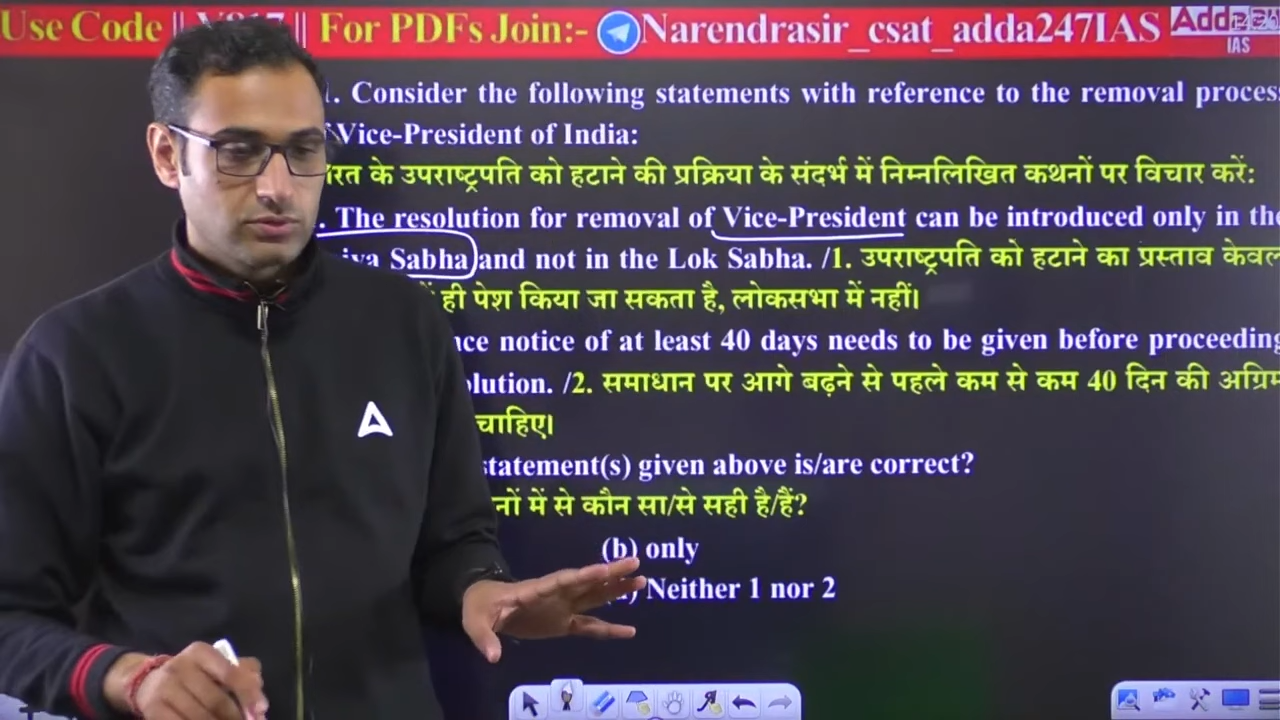 Use Code || Y817 || For PDFs Join:- Narendrasir_csat_adda247IAS Adda247
IAS
1. Consider the following statements with reference to the removal process
Vice-President of India:
के उपराष्ट्रपति को हटाने की प्रक्रिया के संदर्भ में निम्नलिखित कथनों पर विचार करें:
. The resolution for removal of Vice-President can be introduced only in the
Sabha and not in the Lok Sabha. /1. उपराष्ट्रपति को हटाने का प्रस्ताव केवल
ही पेश किया जा सकता है, लोकसभा में नहीं।
notice of at least 40 days needs to be given before proceeding
/2. समाधान पर आगे बढ़ने से पहले कम से कम 40 दिन की अग्रिम
चाहिए।
statement(s) given above is/are correct?
में से कौन सा/से सही है/हैं?
(b) only
Neither 1 nor 2